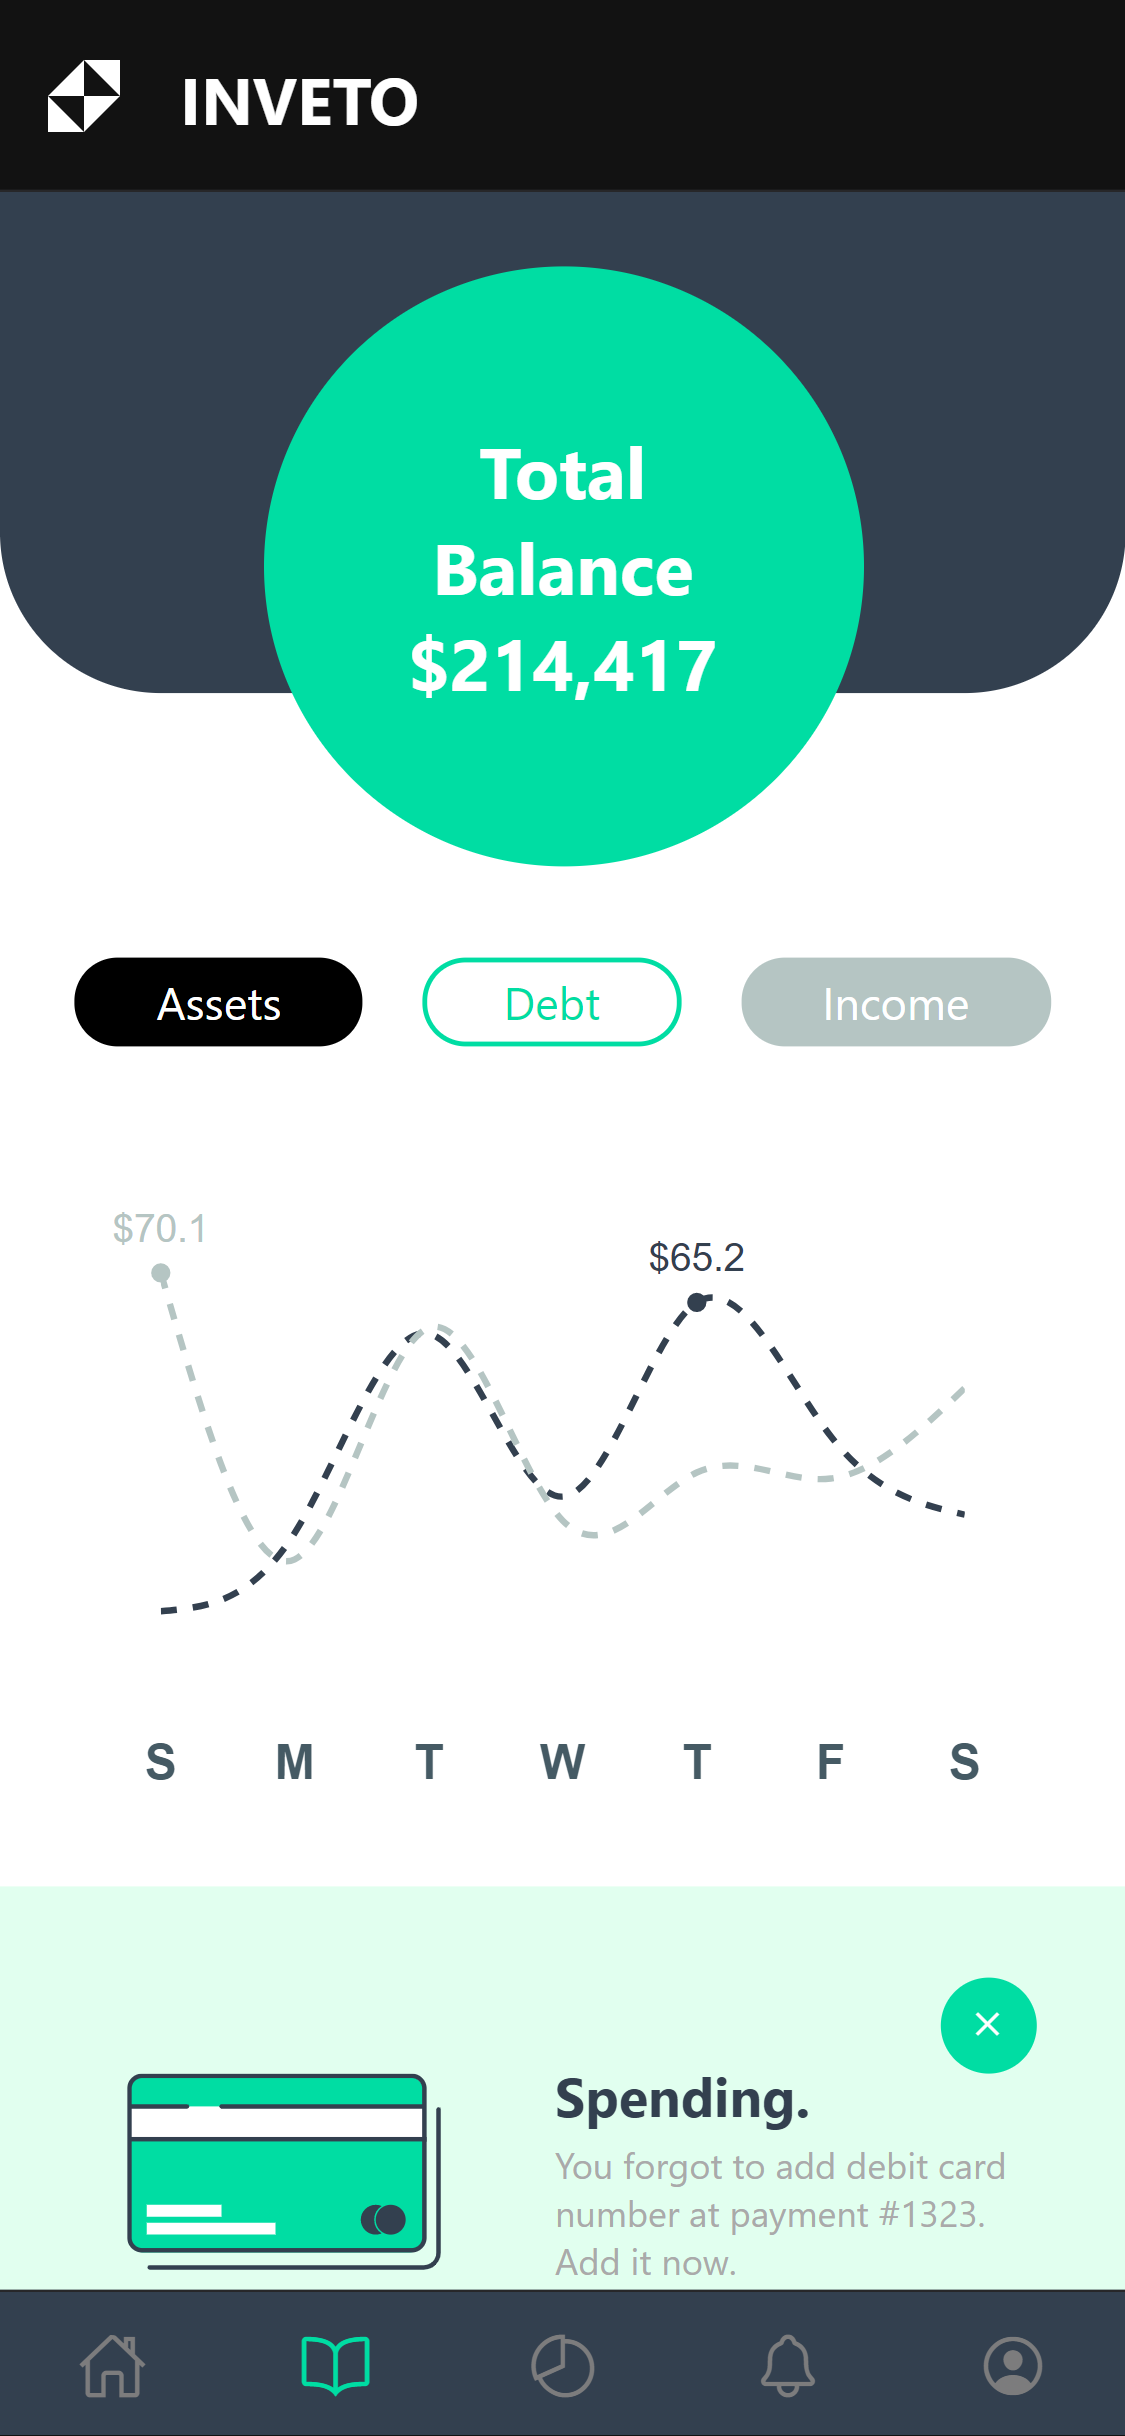 INVETO
Total
Balance
$214,417
Assets
Debt
Income
$70.1
$65.2
S M T W T F S
Spending.
You forgot to add debit card
number at payment #1323.
Add it now.